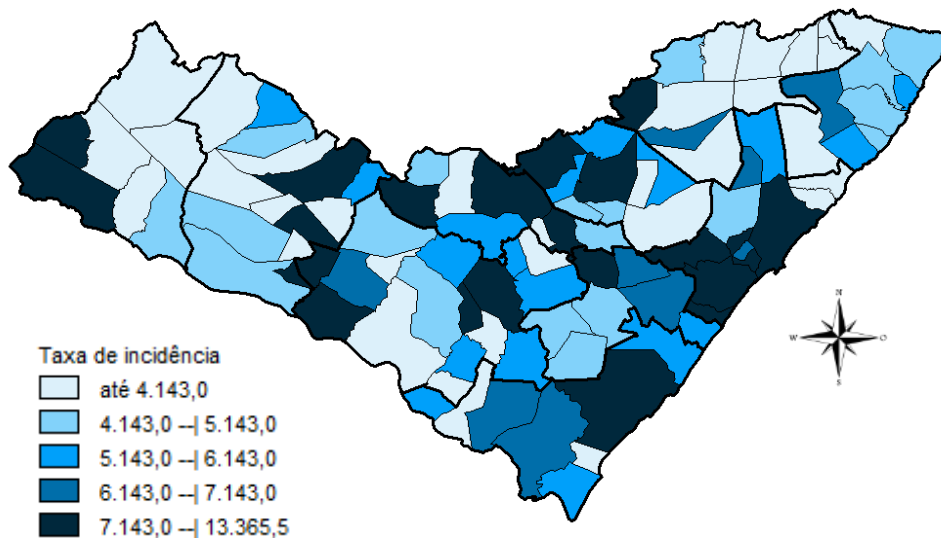 N
W
O
S
Taxa de incidência
até 4.143,0
4.143,0 --| 5.143,0
5.143,0 --| 6.143,0
6.143,0 --| 7.143,0
7.143,0 --| 13.365,5